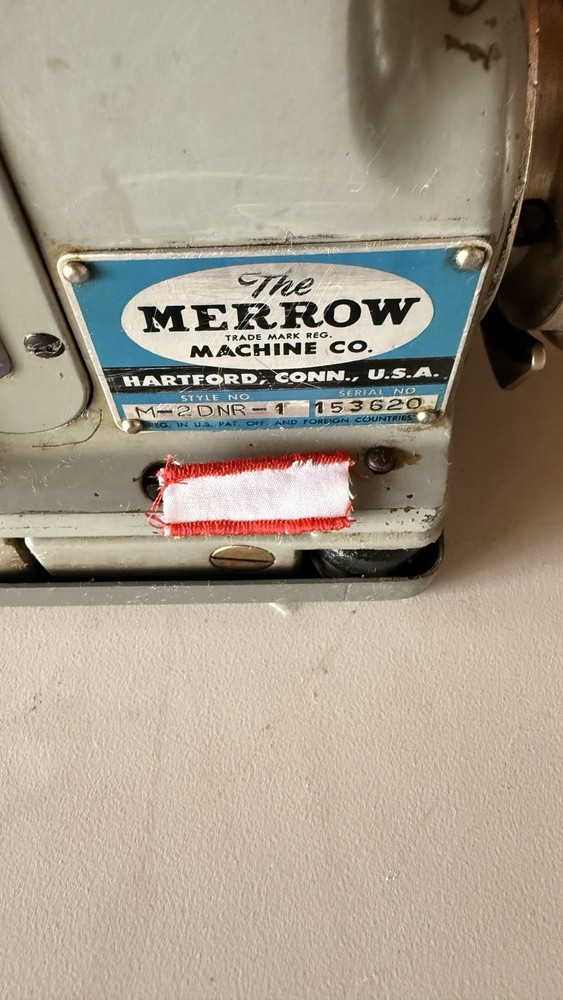 The
MERROW
TRADE MARK REG.
MACHINE CO.
HARTFORD, CONN., U.S.A.
STYLE NO SERIAL NO
M-2DNR-1 153620
REG. IN U.S. PAT. OFF. AND FOREIGN COUNTRIES